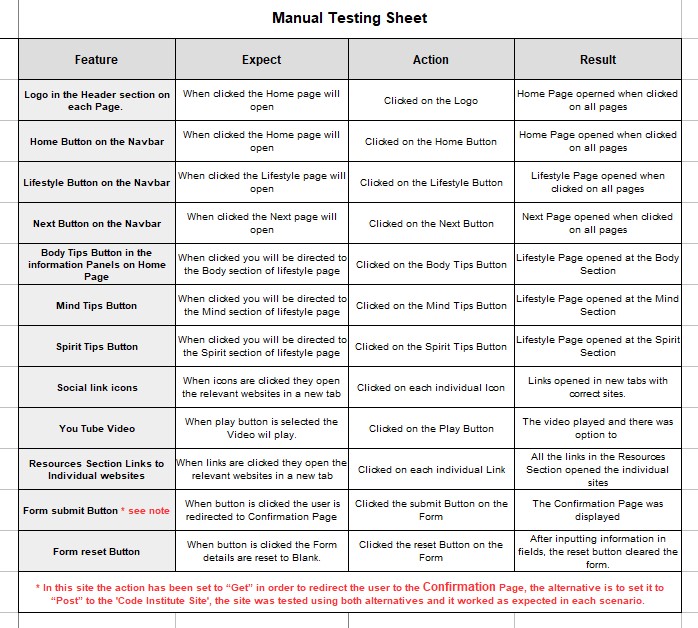 Manual Testing Sheet
Feature
Expect
Action
Result
Logo in the Header section on
each Page.
When clicked the Home page will
open
Clicked on the Logo
Home Page operned when clicked
on all pages
Home Button on the Navbar
When clicked the Home page will
open
Clicked on the Home Button
Home Page opened when clicked
on all pages
Lifestyle Button on the Navbar
When clicked the Lifestyle page will
open
Clicked on the Lifestyle Button
Lifestyle Page opened when
clicked on all pages
Next Button on the Navbar
When clicked the Next page will
open
Clicked on the Next Button
Next Page opened when clicked
on all pages
Body Tips Button in the
information Panels on Home
Page
When clicked you will be directed to
the Body section of lifestyle page
Clicked on the Body Tips Button
Lifestyle Page opened at the Body
Section
Mind Tips Button
When clicked you will be directed to
the Mind section of lifestyle page
Clicked on the Mind Tips Button
Lifestyle Page opened at the Mind
Section
Spirit Tips Button
When clicked you will be directed to
the Spirit section of lifestyle page
Clicked on the Spirit Tips Button
Lifestyle Page opened at the Spirit
Section
Social link icons
When icons are clicked they open
the relevant websites in a new tab
Clicked on each individual Icon
Links opened in new tabs with
correct sites.
You Tube Video
When play button is selected the
Video wil play.
Clicked on the Play Button
The video played and there was
option to
Resources Section Links to
Individual websites
When links are clicked they open the
relevant websites in a new tab
Clicked on each individual Link
All the links in the Resources
Section opened the individual
sites
Form submit Button * see note
When button is clicked the user is
redirected to Confirmation Page
Clicked the submit Button on the
Form
The Confirmation Page was
displayed
Form reset Button
When button is clicked the Form
details are reset to Blank.
Clicked the reset Button on the
Form
After inputting information in
fields, the reset button cleared the
form.
* In this site the action has been set to “Get” in order to redirect the user to the Confirmation Page, the alternative is to set it to
“Post” to the 'Code Institute Site', the site was tested using both alternatives and it worked as expected in each scenario.